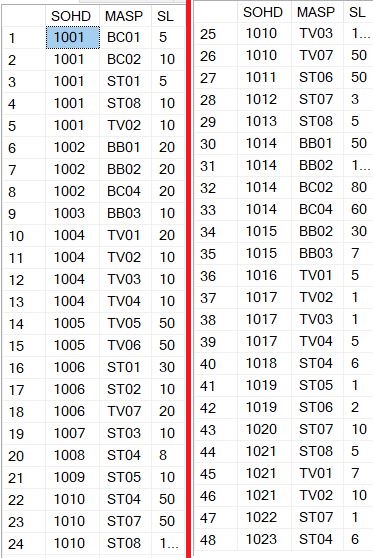 SOHD MASP SL
1 1001 BC01 5
2 1001 BC02 10
3 1001 ST01 5
4 1001 ST08 10
5 1001 TV02 10
6 1002 BB01 20
7 1002 BB02 20
8 1002 BC04 20
9 1003 BB03 10
10 1004 TV01 20
11 1004 TV02 10
12 1004 TV03 10
13 1004 TV04 10
14 1005 TV05 50
15 1005 TV06 50
16 1006 ST01 30
17 1006 ST02 10
18 1006 TV07 20
19 1007 ST03 10
20 1008 ST04 8
21 1009 ST05 10
22 1010 ST04 50
23 1010 ST07 50
24 1010 ST08 1...
SOHD MASP SL
25 1010 TV03 1...
26 1010 TV07 50
27 1011 ST06 50
28 1012 ST07 3
29 1013 ST08 5
30 1014 BB01 50
31 1014 BB02 1...
32 1014 BC02 80
33 1014 BC04 60
34 1015 BB02 30
35 1015 BB03 7
36 1016 TV01 5
37 1017 TV02 1
38 1017 TV03 1
39 1017 TV04 5
40 1018 ST04 6
41 1019 ST05 1
42 1019 ST06 2
43 1020 ST07 10
44 1021 ST08 5
45 1021 TV01 7
46 1021 TV02 10
47 1022 ST07 1
48 1023 ST04 6